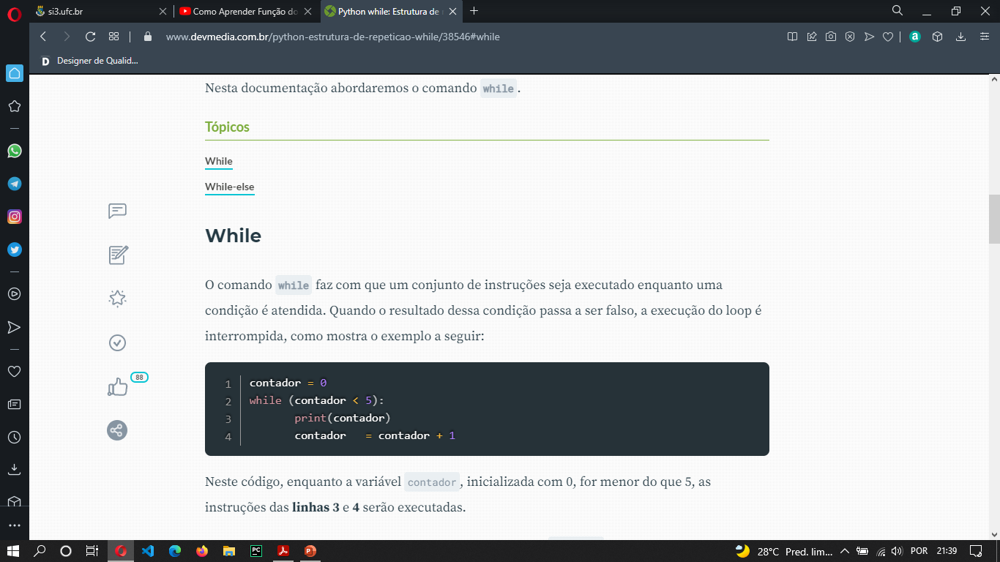 si3.ufc.br
Como Aprender Função do
Python while: Estrutura de
www.devmedia.com.br/python-estrutura-de-repeticao-while/38546#while
a
D Designer de Qualid...
Nesta documentação abordaremos o comando while.
Tópicos
While
While-else
While
O comando while faz com que um conjunto de instruções seja executado enquanto uma
condição é atendida. Quando o resultado dessa condição passa a ser falso, a execução do loop é
interrompida, como mostra o exemplo a seguir:
1 contador = 0
2 while (contador < 5):
3 print(contador)
4 contador = contador + 1
88
Neste código, enquanto a variável contador, inicializada com 0, for menor do que 5, as
instruções das linhas 3 e 4 serão executadas.
PC
28°C Pred. lim... POR 21:39